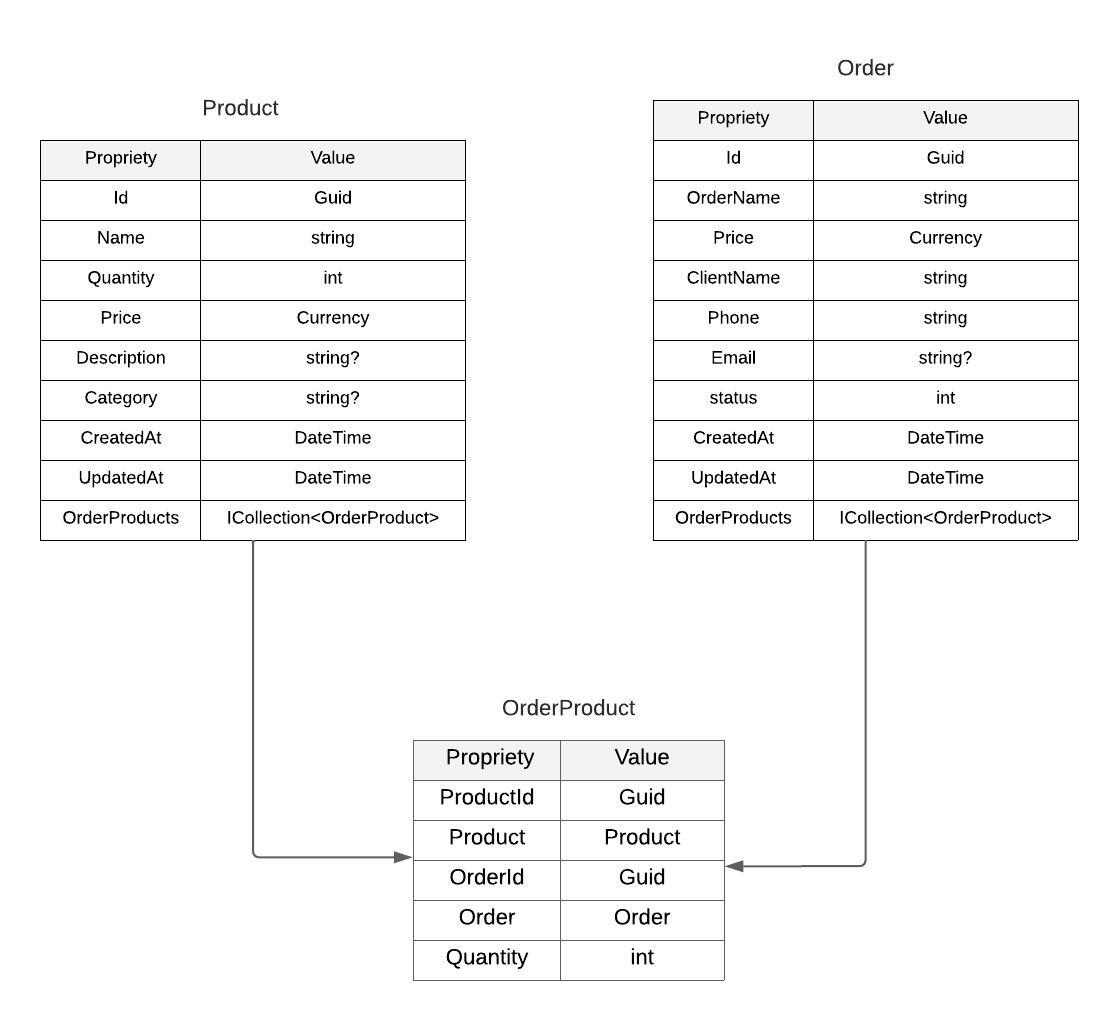 Product
Propriety Value
Id Guid
Name string
Quantity int
Price Currency
Description string?
Category string?
CreatedAt DateTime
UpdatedAt DateTime
OrderProducts ICollection<OrderProduct>
Order
Propriety Value
Id Guid
OrderName string
Price Currency
ClientName string
Phone string
Email string?
status int
CreatedAt DateTime
UpdatedAt DateTime
OrderProducts ICollection<OrderProduct>
OrderProduct
Propriety Value
ProductId Guid
Product Product
OrderId Guid
Order Order
Quantity int